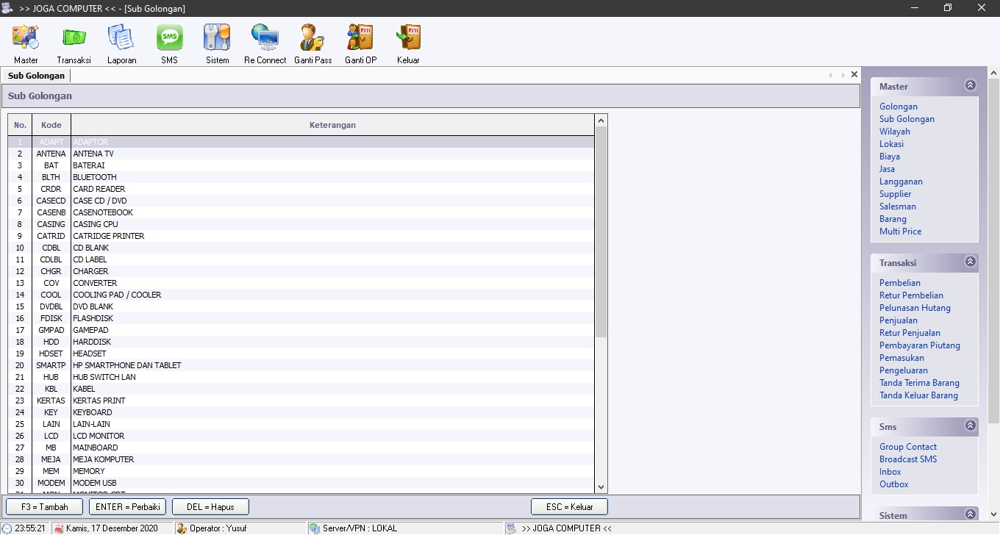 >> JOGA COMPUTER << - [Sub Golongan]
Master Transaksi Laporan SMS Sistem Re Connect Ganti Pass Ganti OP Keluar
Sub Golongan
Sub Golongan
No. Kode Keterangan
1 ADAPT ADAPTOR
2 ANTENA ANTENA TV
3 BAT BATERAI
4 BLTH BLUETOOTH
5 CRDR CARD READER
6 CASECD CASE CD / DVD
7 CASENB CASENOTEBOOK
8 CASING CASING CPU
9 CATRID CATRIDGE PRINTER
10 CDBL CD BLANK
11 CDLBL CD LABEL
12 CHGR CHARGER
13 COV CONVERTER
14 COOL COOLING PAD / COOLER
15 DVDBL DVD BLANK
16 FDISK FLASHDISK
17 GMPAD GAMEPAD
18 HDD HARDDISK
19 HDSET HEADSET
20 SMARTP HP SMARTPHONE DAN TABLET
21 HUB HUB SWITCH LAN
22 KBL KABEL
23 KERTAS KERTAS PRINT
24 KEY KEYBOARD
25 LAIN LAIN-LAIN
26 LCD LCD MONITOR
27 MB MAINBOARD
28 MEJA MEJA KOMPUTER
29 MEM MEMORY
30 MODEM MODEM USB
F3 = Tambah ENTER = Perbaiki DEL = Hapus ESC = Keluar
Master
Golongan
Sub Golongan
Wilayah
Lokasi
Biaya
Jasa
Langganan
Supplier
Salesman
Barang
Multi Price
Transaksi
Pembelian
Retur Pembelian
Pelunasan Hutang
Penjualan
Retur Penjualan
Pembayaran Piutang
Pemasukan
Pengeluaran
Tanda Terima Barang
Tanda Keluar Barang
Sms
Group Contact
Broadcast SMS
Inbox
Outbox
Sistem
23:55:21 Kamis, 17 Desember 2020 Operator : Yusuf Server/VPN : LOKAL >> JOGA COMPUTER <<